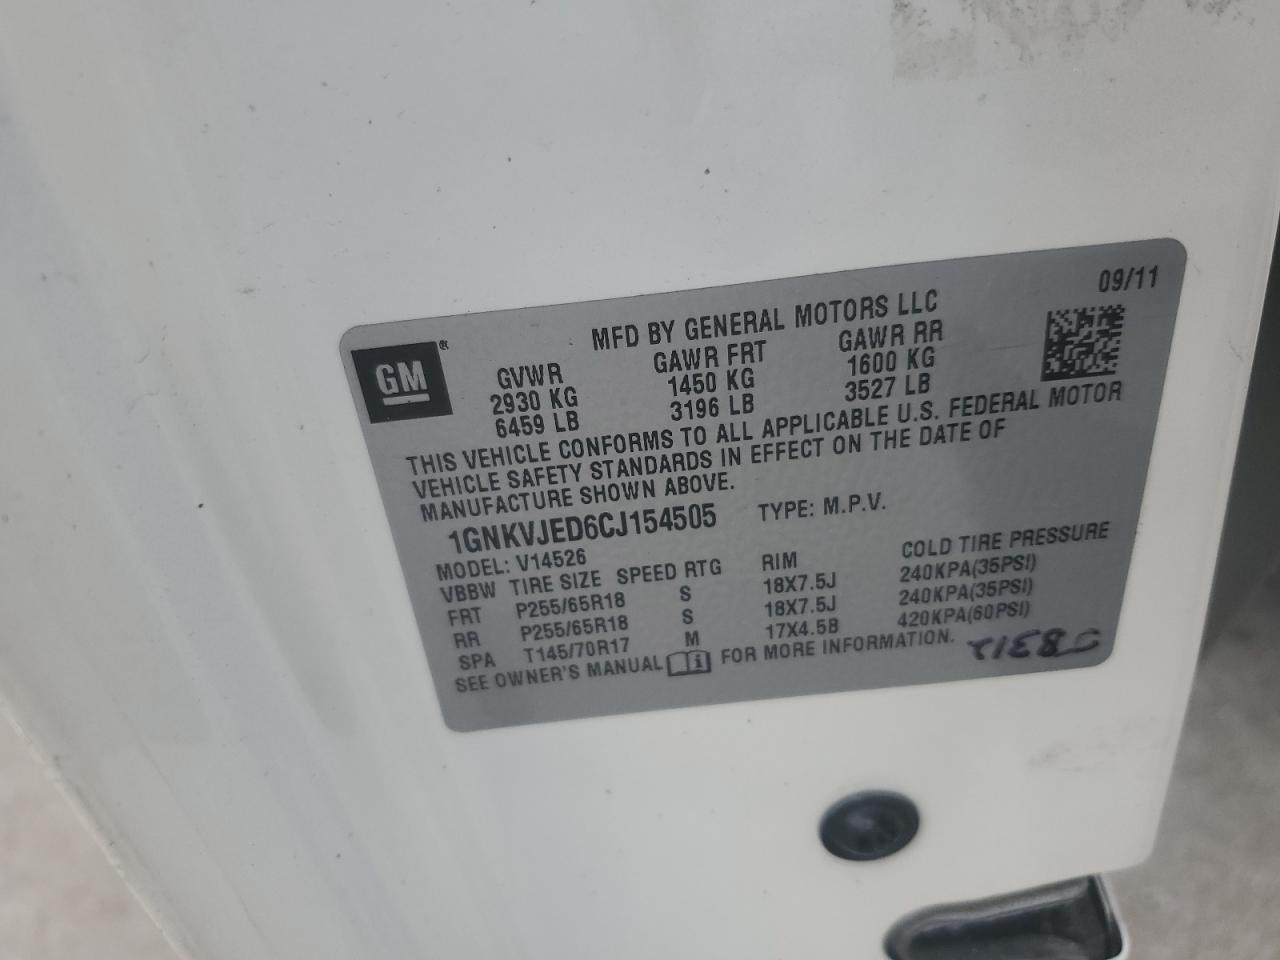 09/11
MFD BY GENERAL MOTORS LLC
GM®
GVWR GAWR FRT GAWR RR
2930 KG 1450 KG 1600 KG
6459 LB 3196 LB 3527 LB
THIS VEHICLE CONFORMS TO ALL APPLICABLE U.S. FEDERAL MOTOR
VEHICLE SAFETY STANDARDS IN EFFECT ON THE DATE OF
MANUFACTURE SHOWN ABOVE.
1GNKVJED6CJ154505 TYPE: M.P.V.
MODEL: V14526
VBBW TIRE SIZE SPEED RTG RIM COLD TIRE PRESSURE
FRT P255/65R18 S 18X7.5J 240KPA(35PSI)
RR P255/65R18 S 18X7.5J 240KPA(35PSI)
SPA T145/70R17 M 17X4.5B 420KPA(60PSI)
SEE OWNER'S MANUAL i FOR MORE INFORMATION.